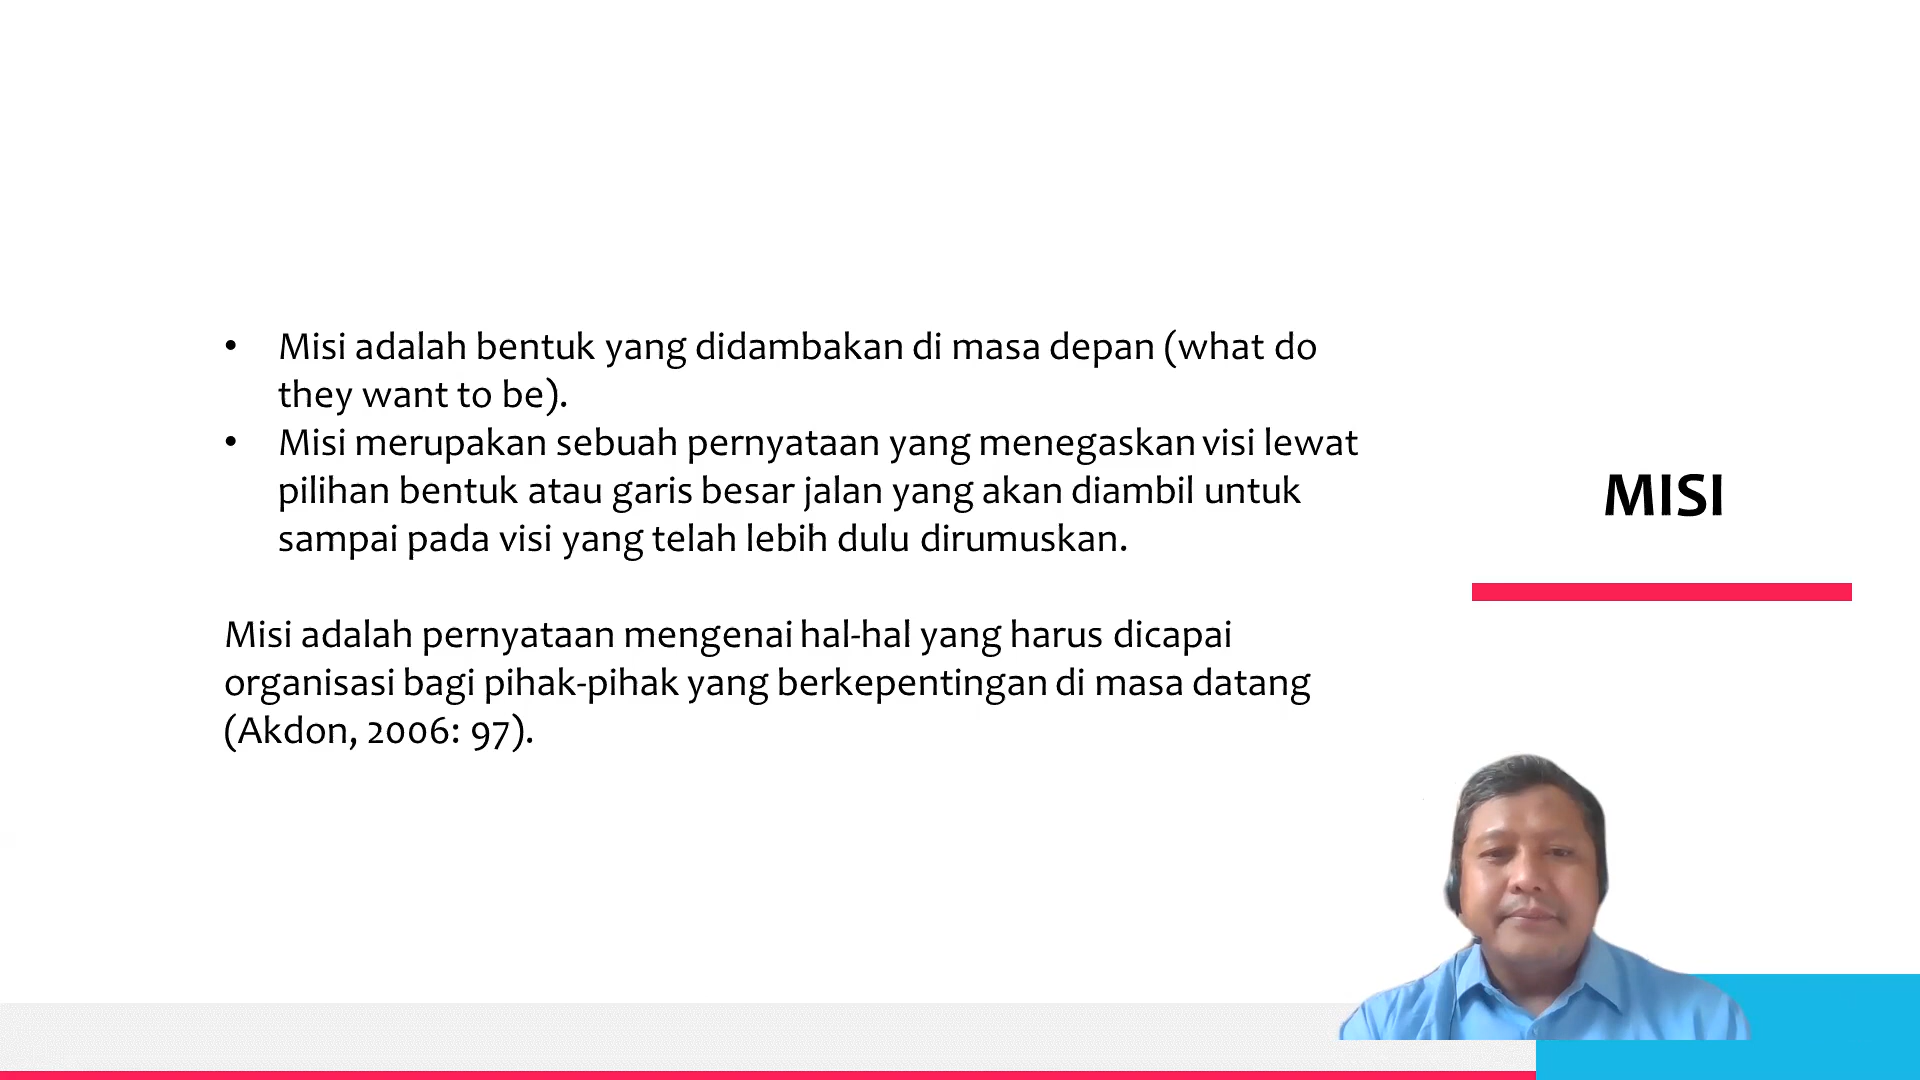 • Misi adalah bentuk yang didambakan di masa depan (what do
they want to be).
• Misi merupakan sebuah pernyataan yang menegaskan visi lewat
pilihan bentuk atau garis besar jalan yang akan diambil untuk
sampai pada visi yang telah lebih dulu dirumuskan.
Misi adalah pernyataan mengenai hal-hal yang harus dicapai
organisasi bagi pihak-pihak yang berkepentingan di masa datang
(Akdon, 2006: 97).
MISI